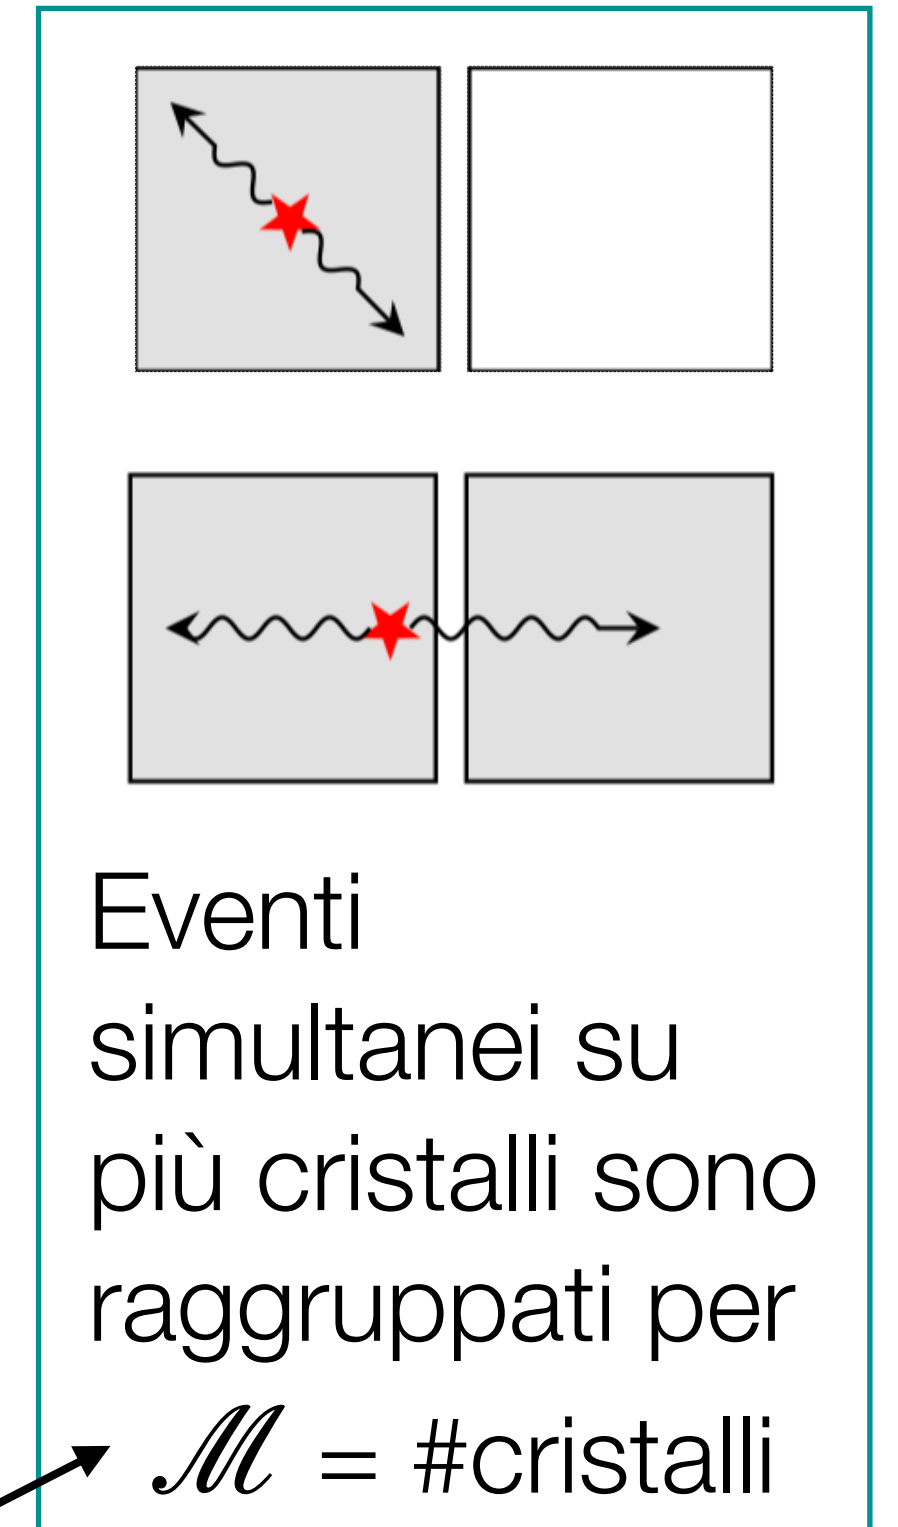 Eventi
simultanei su
più cristalli sono
raggruppati per
ℳ = #cristalli